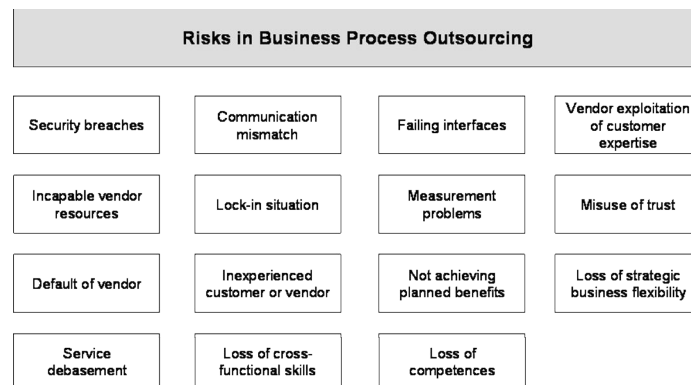 Risks in Business Process Outsourcing
Security breaches
Communication
mismatch
Failing interfaces
Vendor exploitation
of customer
expertise
Incapable vendor
resources
Lock-in situation
Measurement
problems
Misuse of trust
Default of vendor
Inexperienced
customer or vendor
Not achieving
planned benefits
Loss of strategic
business flexibility
Service
debasement
Loss of cross-
functional skills
Loss of
competences